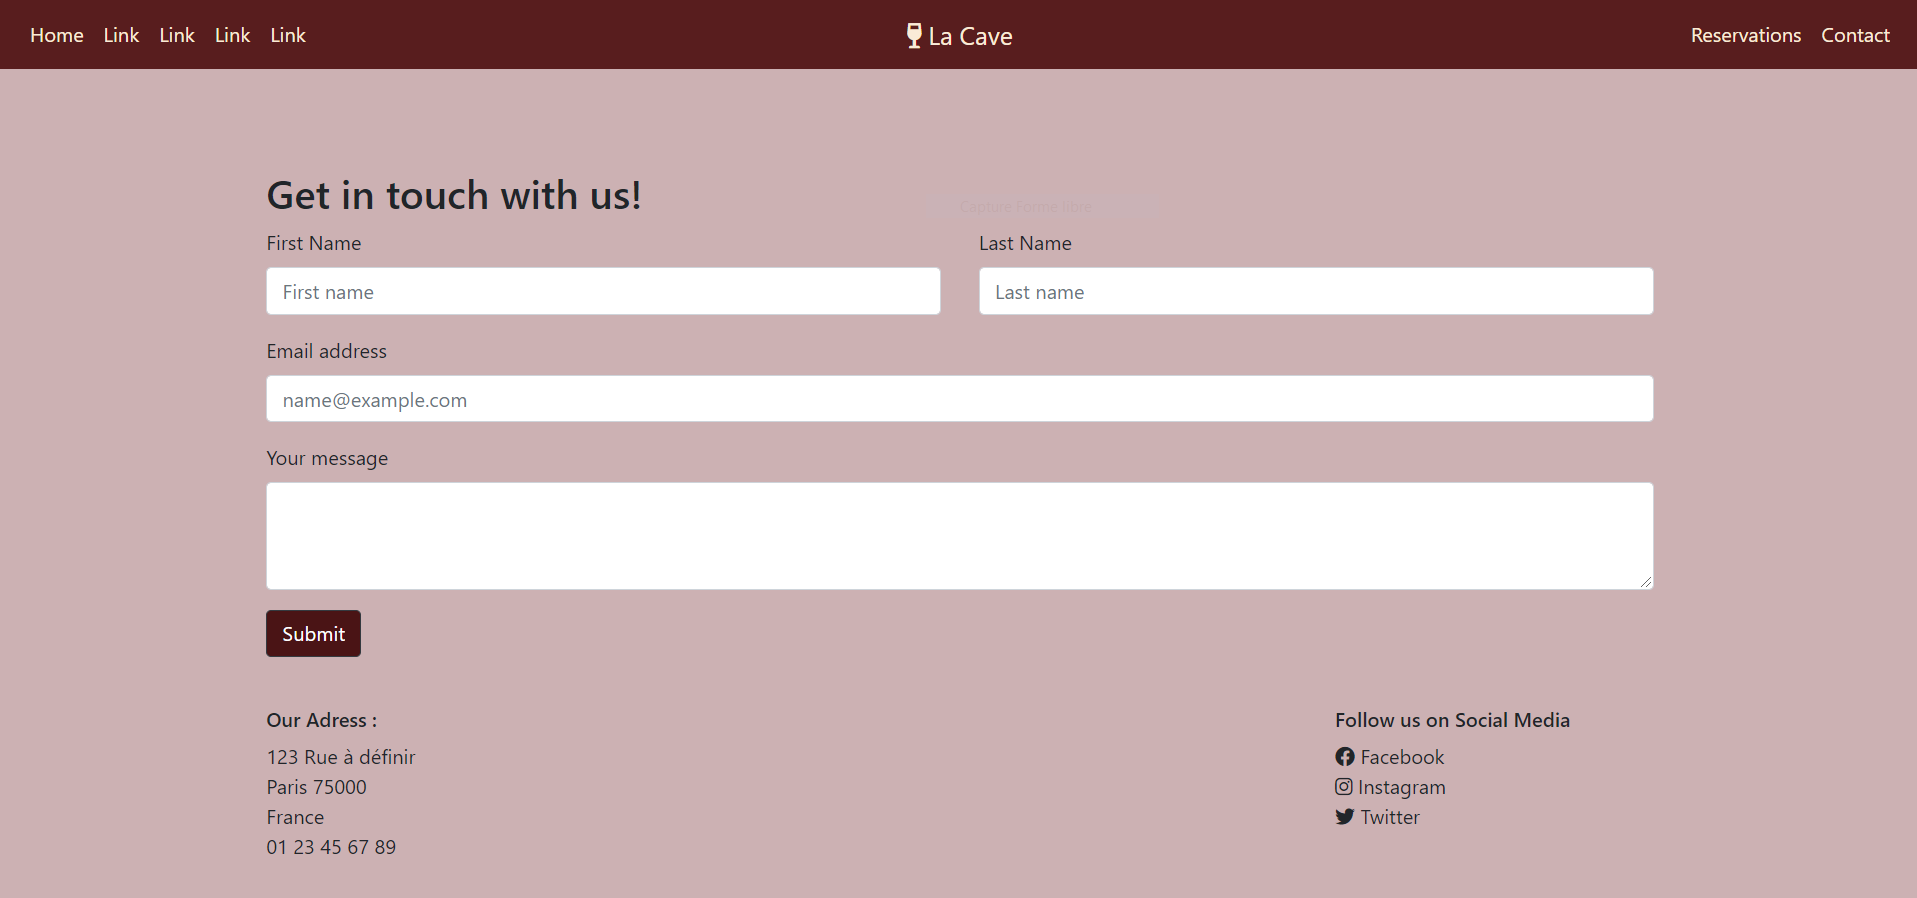 Home Link Link Link Link La Cave Reservations Contact
Get in touch with us!
Capture Forme libre
First Name Last Name
First name Last name
Email address
name@example.com
Your message
Submit
Our Adress :
123 Rue à définir
Paris 75000
France
01 23 45 67 89
Follow us on Social Media
Facebook
Instagram
Twitter